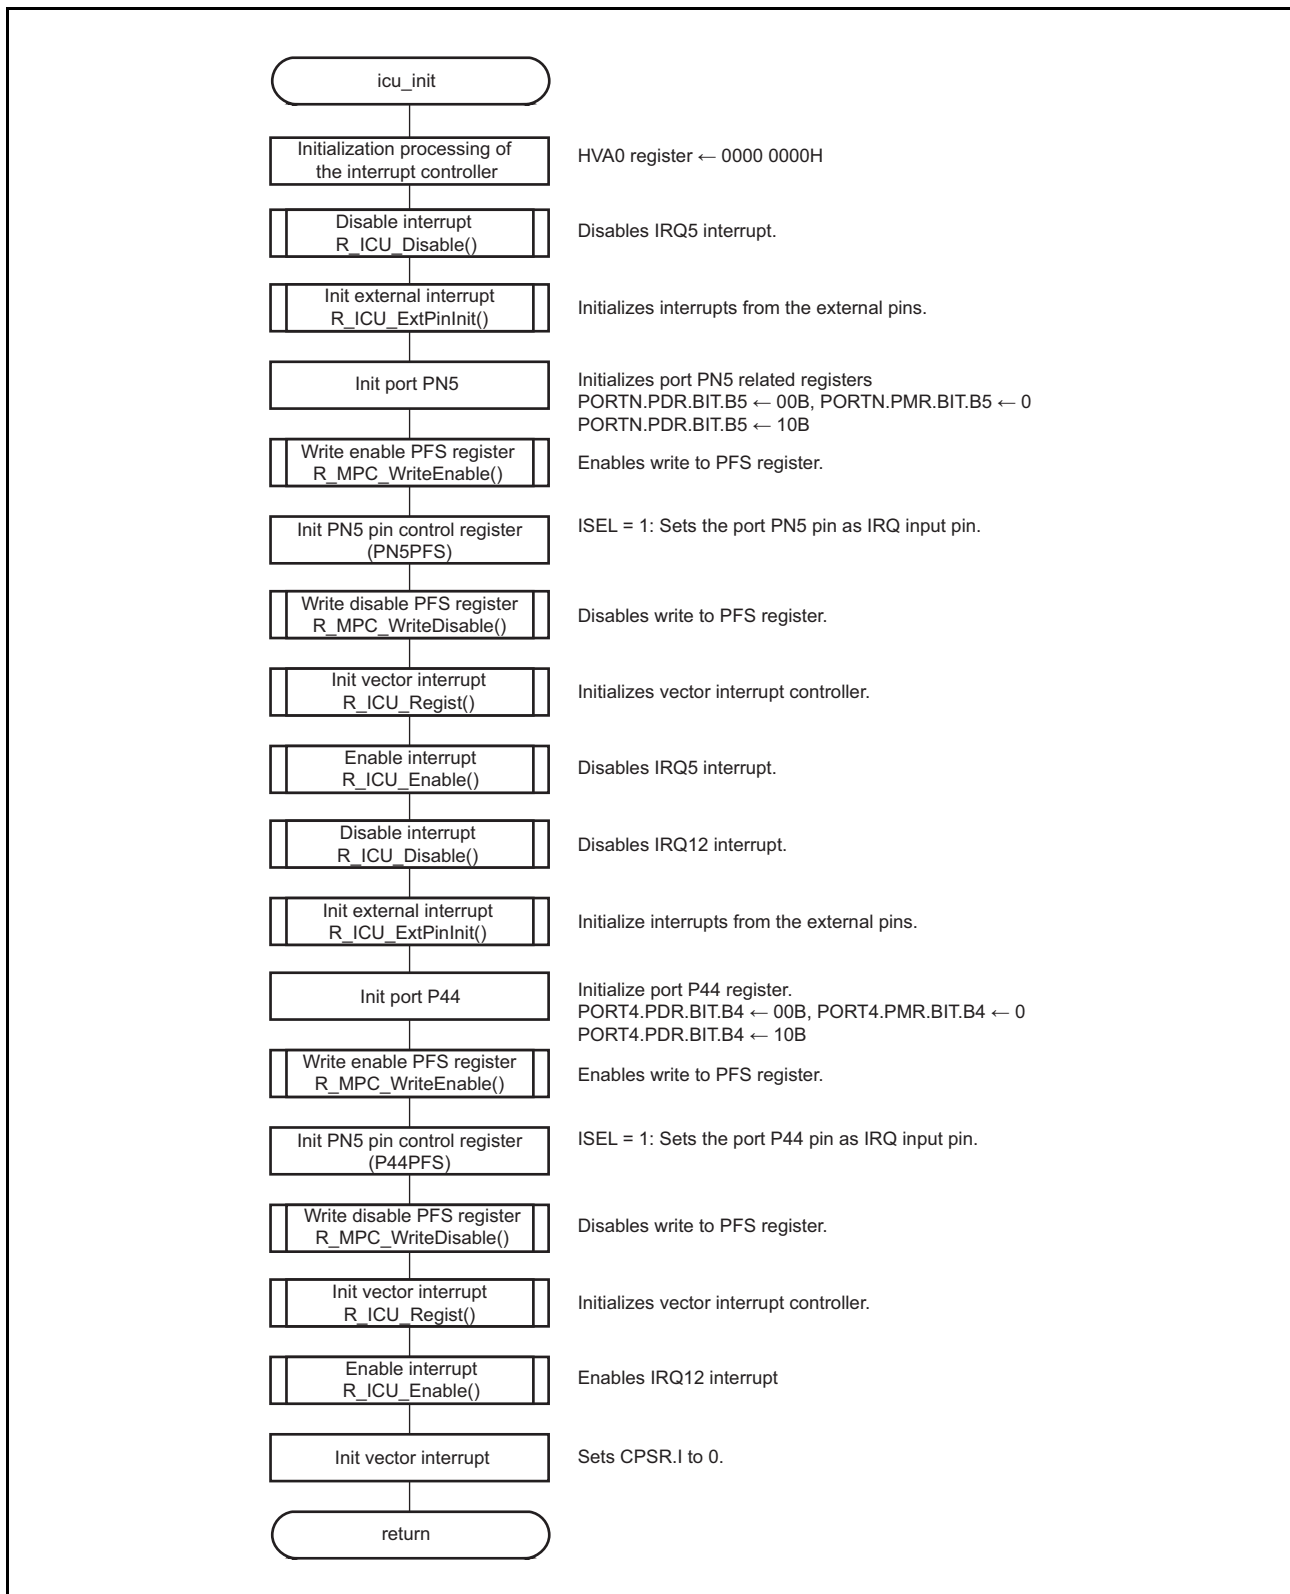 icu_init
Initialization processing of
the interrupt controller
HVA0 register ← 0000 0000H
Disable interrupt
R_ICU_Disable()
Disables IRQ5 interrupt.
Init external interrupt
R_ICU_ExtPinInit()
Initializes interrupts from the external pins.
Init port PN5
Initializes port PN5 related registers
PORTN.PDR.BIT.B5 ← 00B, PORTN.PMR.BIT.B5 ← 0
PORTN.PDR.BIT.B5 ← 10B
Write enable PFS register
R_MPC_WriteEnable()
Enables write to PFS register.
Init PN5 pin control register
(PN5PFS)
ISEL = 1: Sets the port PN5 pin as IRQ input pin.
Write disable PFS register
R_MPC_WriteDisable()
Disables write to PFS register.
Init vector interrupt
R_ICU_Regist()
Initializes vector interrupt controller.
Enable interrupt
R_ICU_Enable()
Disables IRQ5 interrupt.
Disable interrupt
R_ICU_Disable()
Disables IRQ12 interrupt.
Init external interrupt
R_ICU_ExtPinInit()
Initialize interrupts from the external pins.
Init port P44
Initialize port P44 register.
PORT4.PDR.BIT.B4 ← 00B, PORT4.PMR.BIT.B4 ← 0
PORT4.PDR.BIT.B4 ← 10B
Write enable PFS register
R_MPC_WriteEnable()
Enables write to PFS register.
Init PN5 pin control register
(P44PFS)
ISEL = 1: Sets the port P44 pin as IRQ input pin.
Write disable PFS register
R_MPC_WriteDisable()
Disables write to PFS register.
Init vector interrupt
R_ICU_Regist()
Initializes vector interrupt controller.
Enable interrupt
R_ICU_Enable()
Enables IRQ12 interrupt
Init vector interrupt
Sets CPSR.I to 0.
return